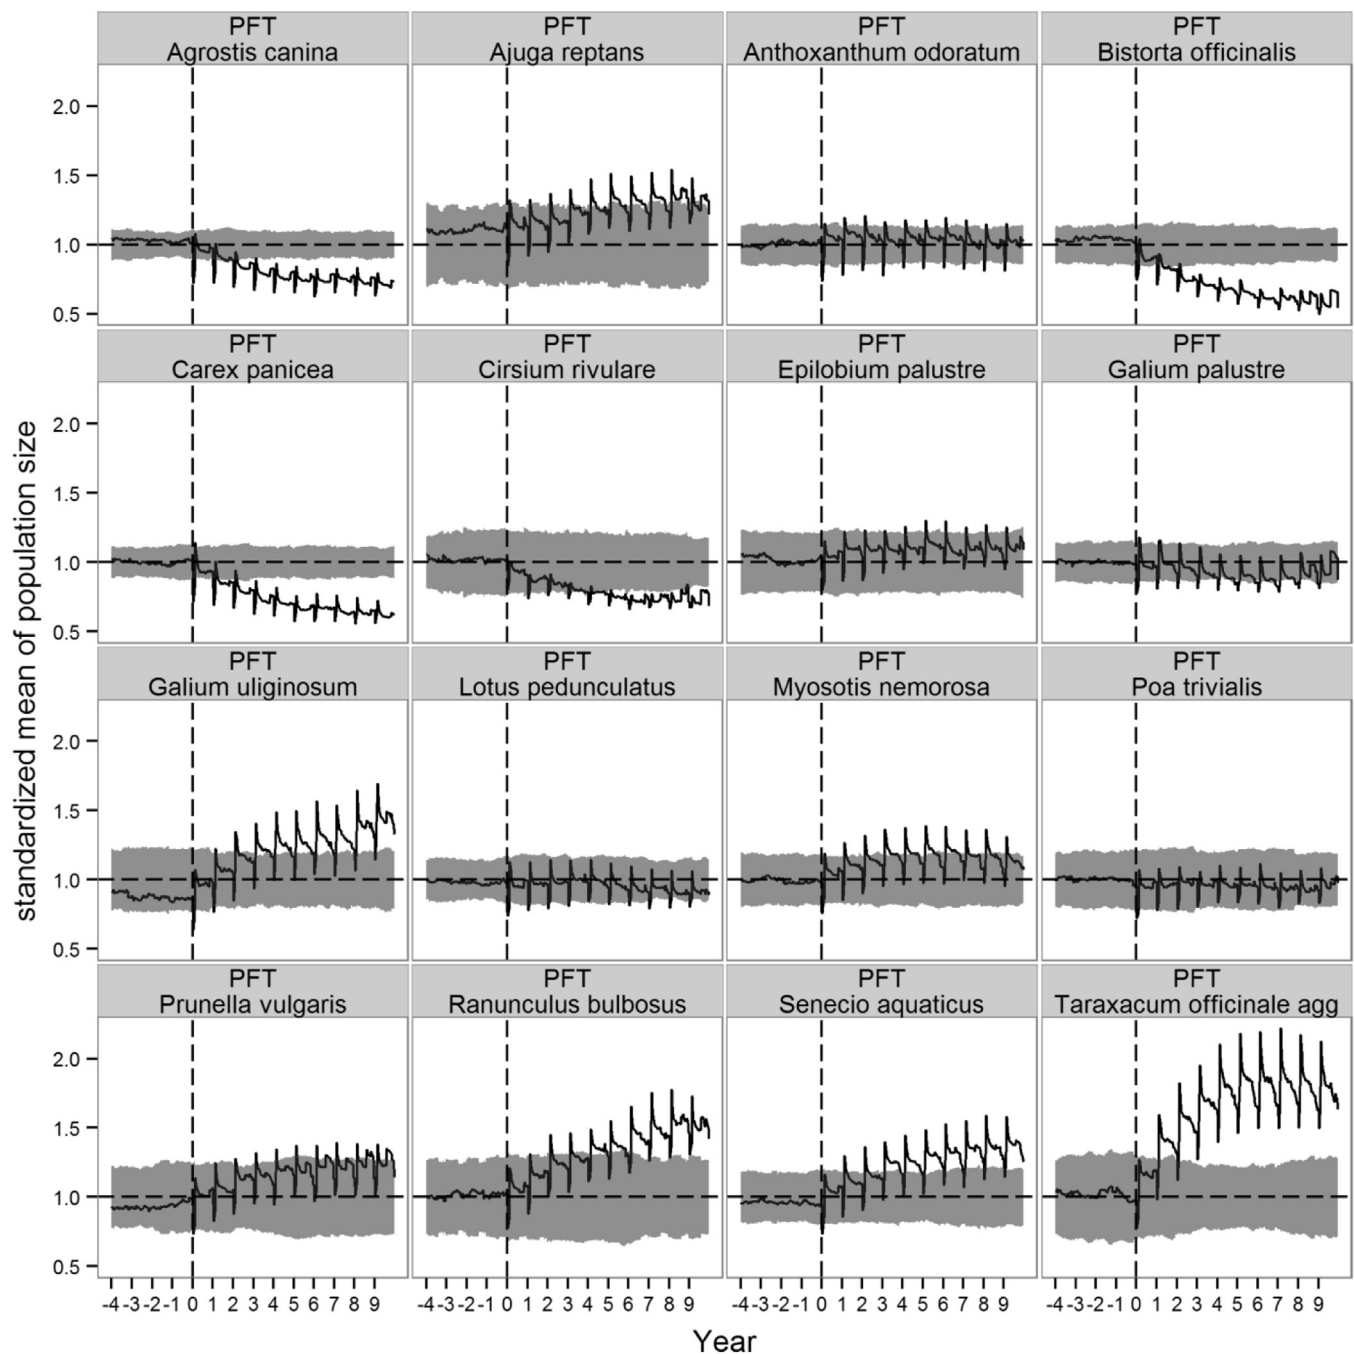 PFT
Agrostis canina
PFT
Ajuga reptans
PFT
Anthoxanthum odoratum
PFT
Bistorta officinalis
2.0
1.5
1.0
0.5
PFT
Carex panicea
PFT
Cirsium rivulare
PFT
Epilobium palustre
PFT
Galium palustre
2.0
1.5
1.0
0.5
standardized mean of population size
PFT
Galium uliginosum
PFT
Lotus pedunculatus
PFT
Myosotis nemorosa
PFT
Poa trivialis
2.0
1.5
1.0
0.5
PFT
Prunella vulgaris
PFT
Ranunculus bulbosus
PFT
Senecio aquaticus
PFT
Taraxacum officinale agg
2.0
1.5
1.0
0.5
-4 -3 -2 -1 0 1 2 3 4 5 6 7 8 9
-4 -3 -2 -1 0 1 2 3 4 5 6 7 8 9
-4 -3 -2 -1 0 1 2 3 4 5 6 7 8 9
-4 -3 -2 -1 0 1 2 3 4 5 6 7 8 9
Year